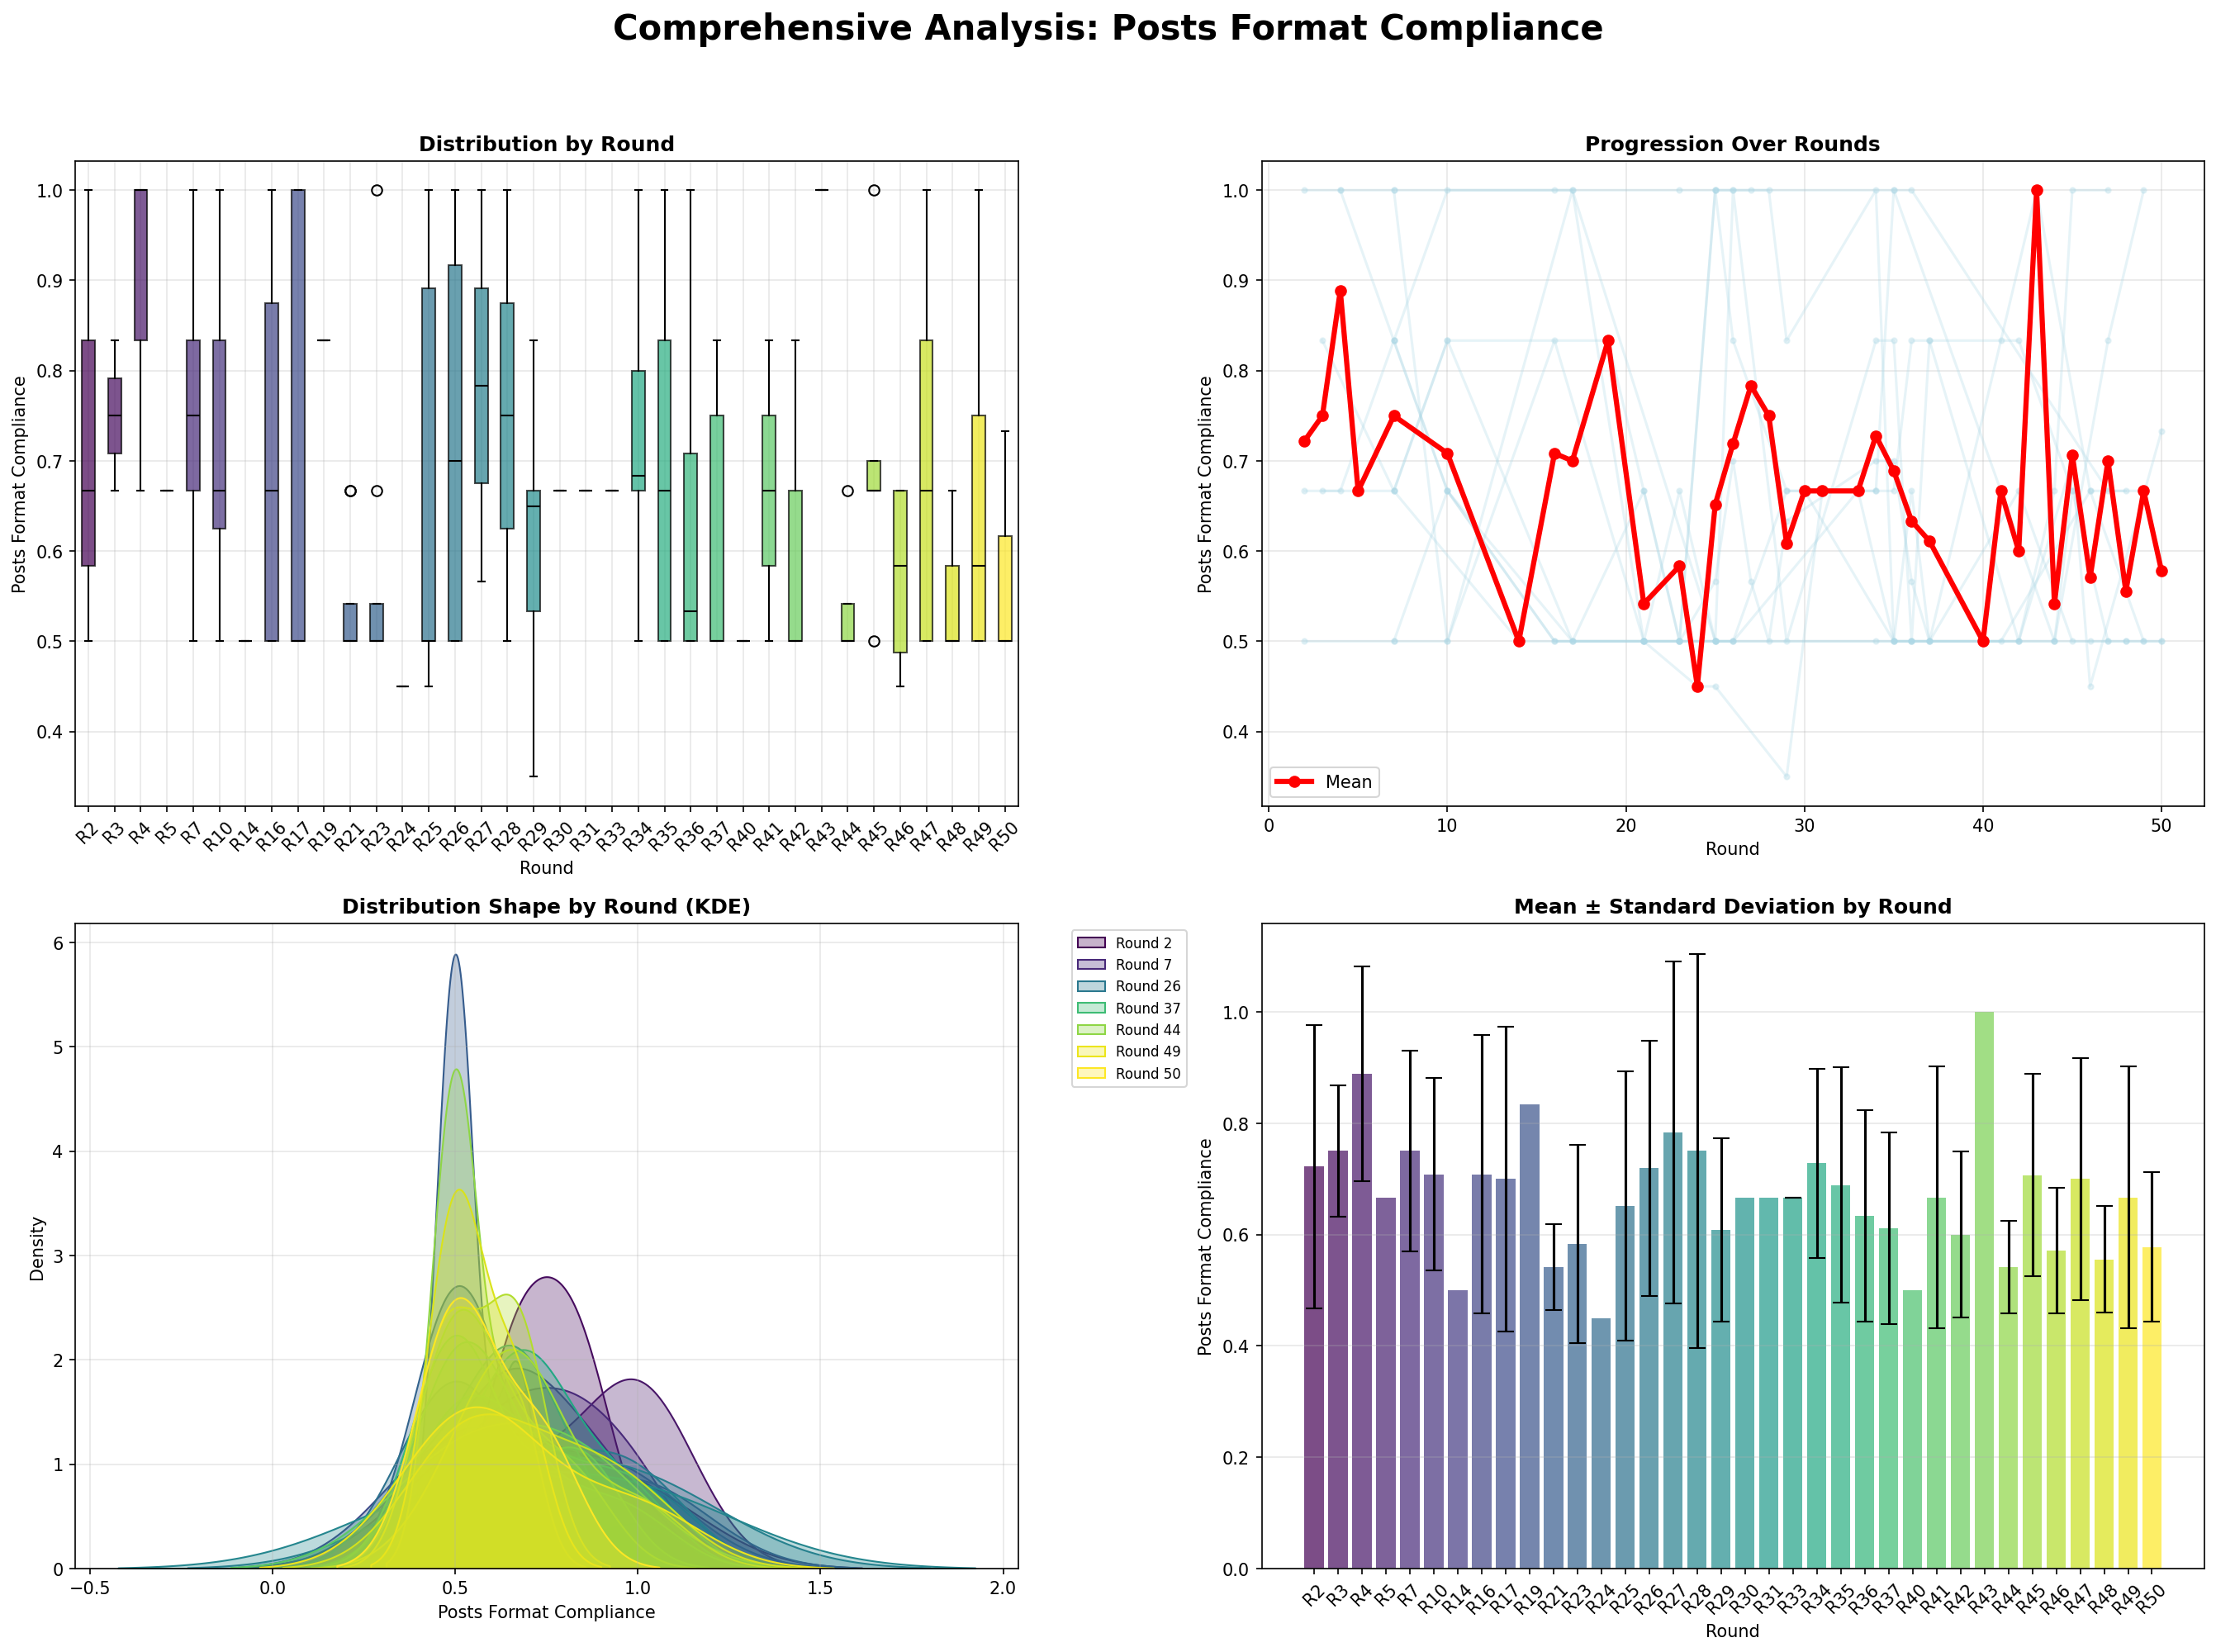 Comprehensive Analysis: Posts Format Compliance
Distribution by Round
Posts Format Compliance
1.0
0.9
0.8
0.7
0.6
0.5
0.4
R2 R3 R4 R5 R7 R10 R14 R16 R17 R19 R21 R23 R24 R25 R26 R27 R28 R29 R30 R31 R33 R34 R35 R36 R37 R40 R41 R42 R43 R44 R45 R46 R47 R48 R49 R50
Round
Progression Over Rounds
Posts Format Compliance
1.0
0.9
0.8
0.7
0.6
0.5
0.4
Mean
0 10 20 30 40 50
Round
Distribution Shape by Round (KDE)
Density
6
5
4
3
2
1
0
−0.5 0.0 0.5 1.0 1.5 2.0
Posts Format Compliance
Round 2
Round 7
Round 26
Round 37
Round 44
Round 49
Round 50
Mean ± Standard Deviation by Round
Posts Format Compliance
1.0
0.8
0.6
0.4
0.2
0.0
R2 R3 R4 R5 R7 R10 R14 R16 R17 R19 R21 R23 R24 R25 R26 R27 R28 R29 R30 R31 R33 R34 R35 R36 R37 R40 R41 R42 R43 R44 R45 R46 R47 R48 R49 R50
Round